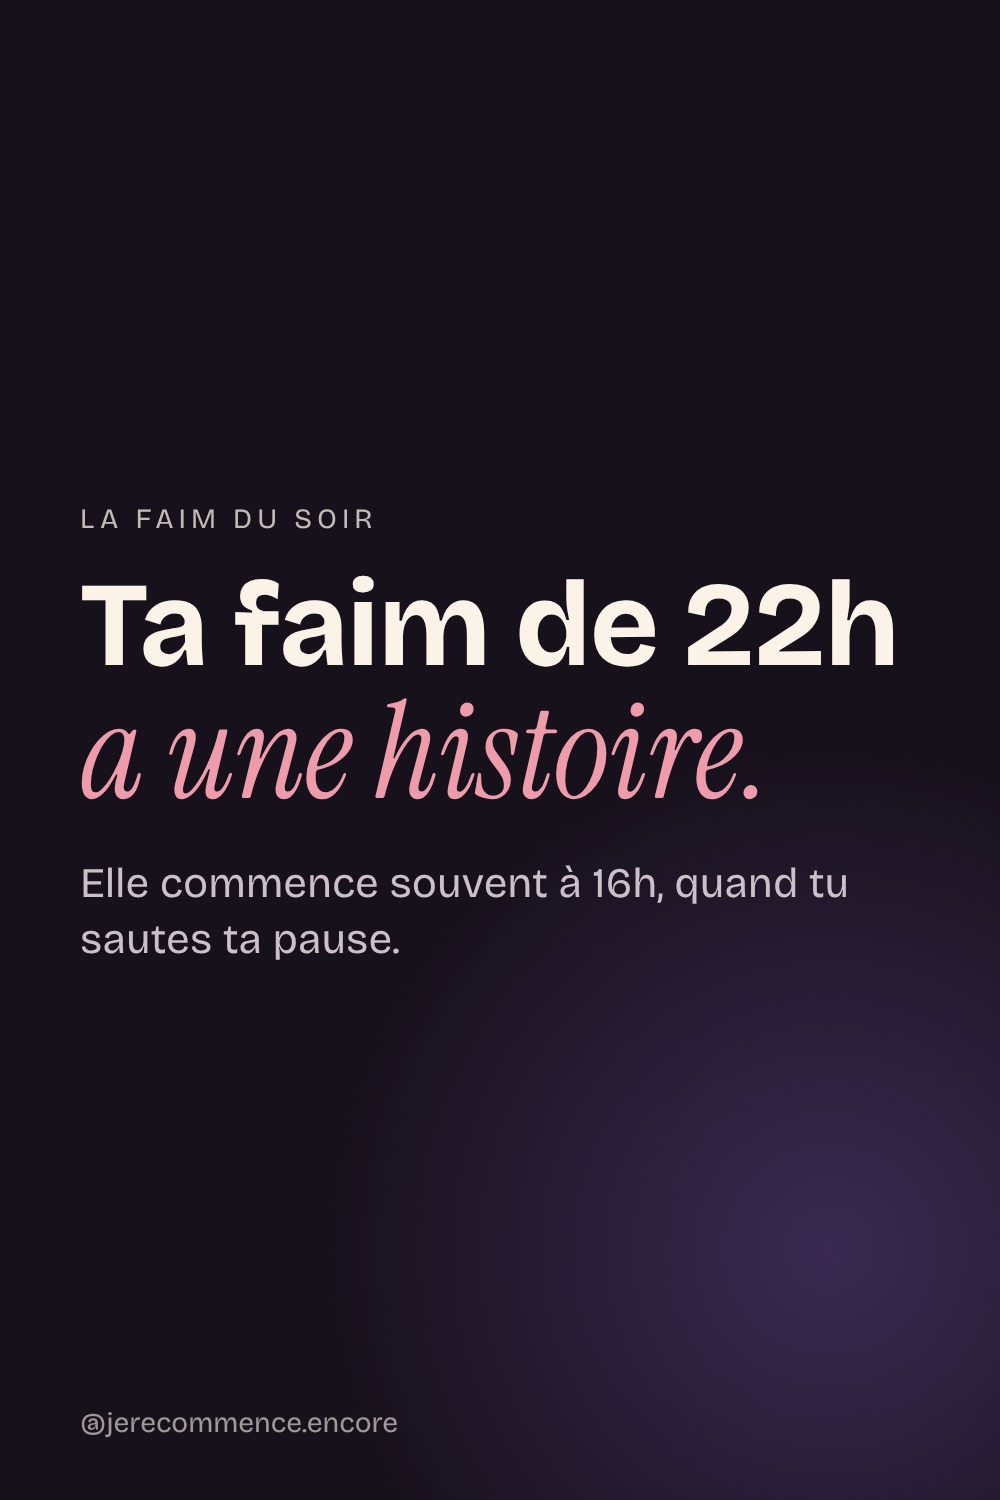 LA FAIM DU SOIR
Ta faim de 22h
a une histoire.
Elle commence souvent à 16h, quand tu
sautes ta pause.
@jerecommence.encore